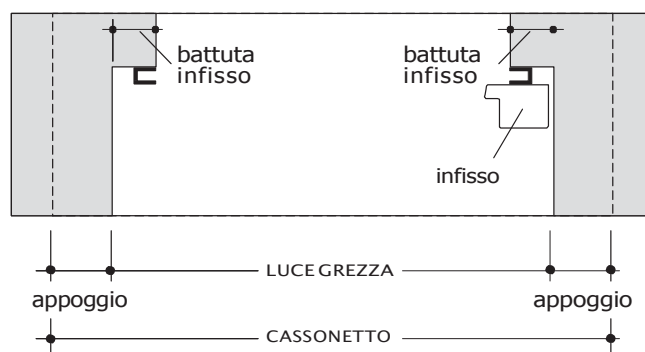 battuta
infisso
battuta
infisso
infisso
LUCE GREZZA
appoggio
appoggio
CASSONETTO